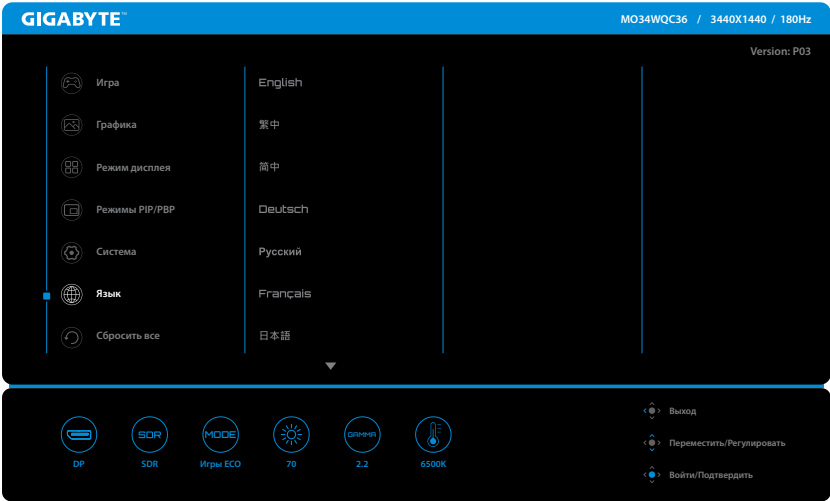 GIGABYTE™
MO34WQC36 / 3440X1440 / 180Hz
Version: P03
Игра
English
Графика
繁中
Режим дисплея
简中
Режимы PIP/PBP
Deutsch
Система
Русский
Язык
Français
Сбросить все
日本語
SDR
MODE
GAMMA
DP
SDR
Игры ECO
70
2.2
6500K
Выход
Переместить/Регулировать
Войти/Подтвердить